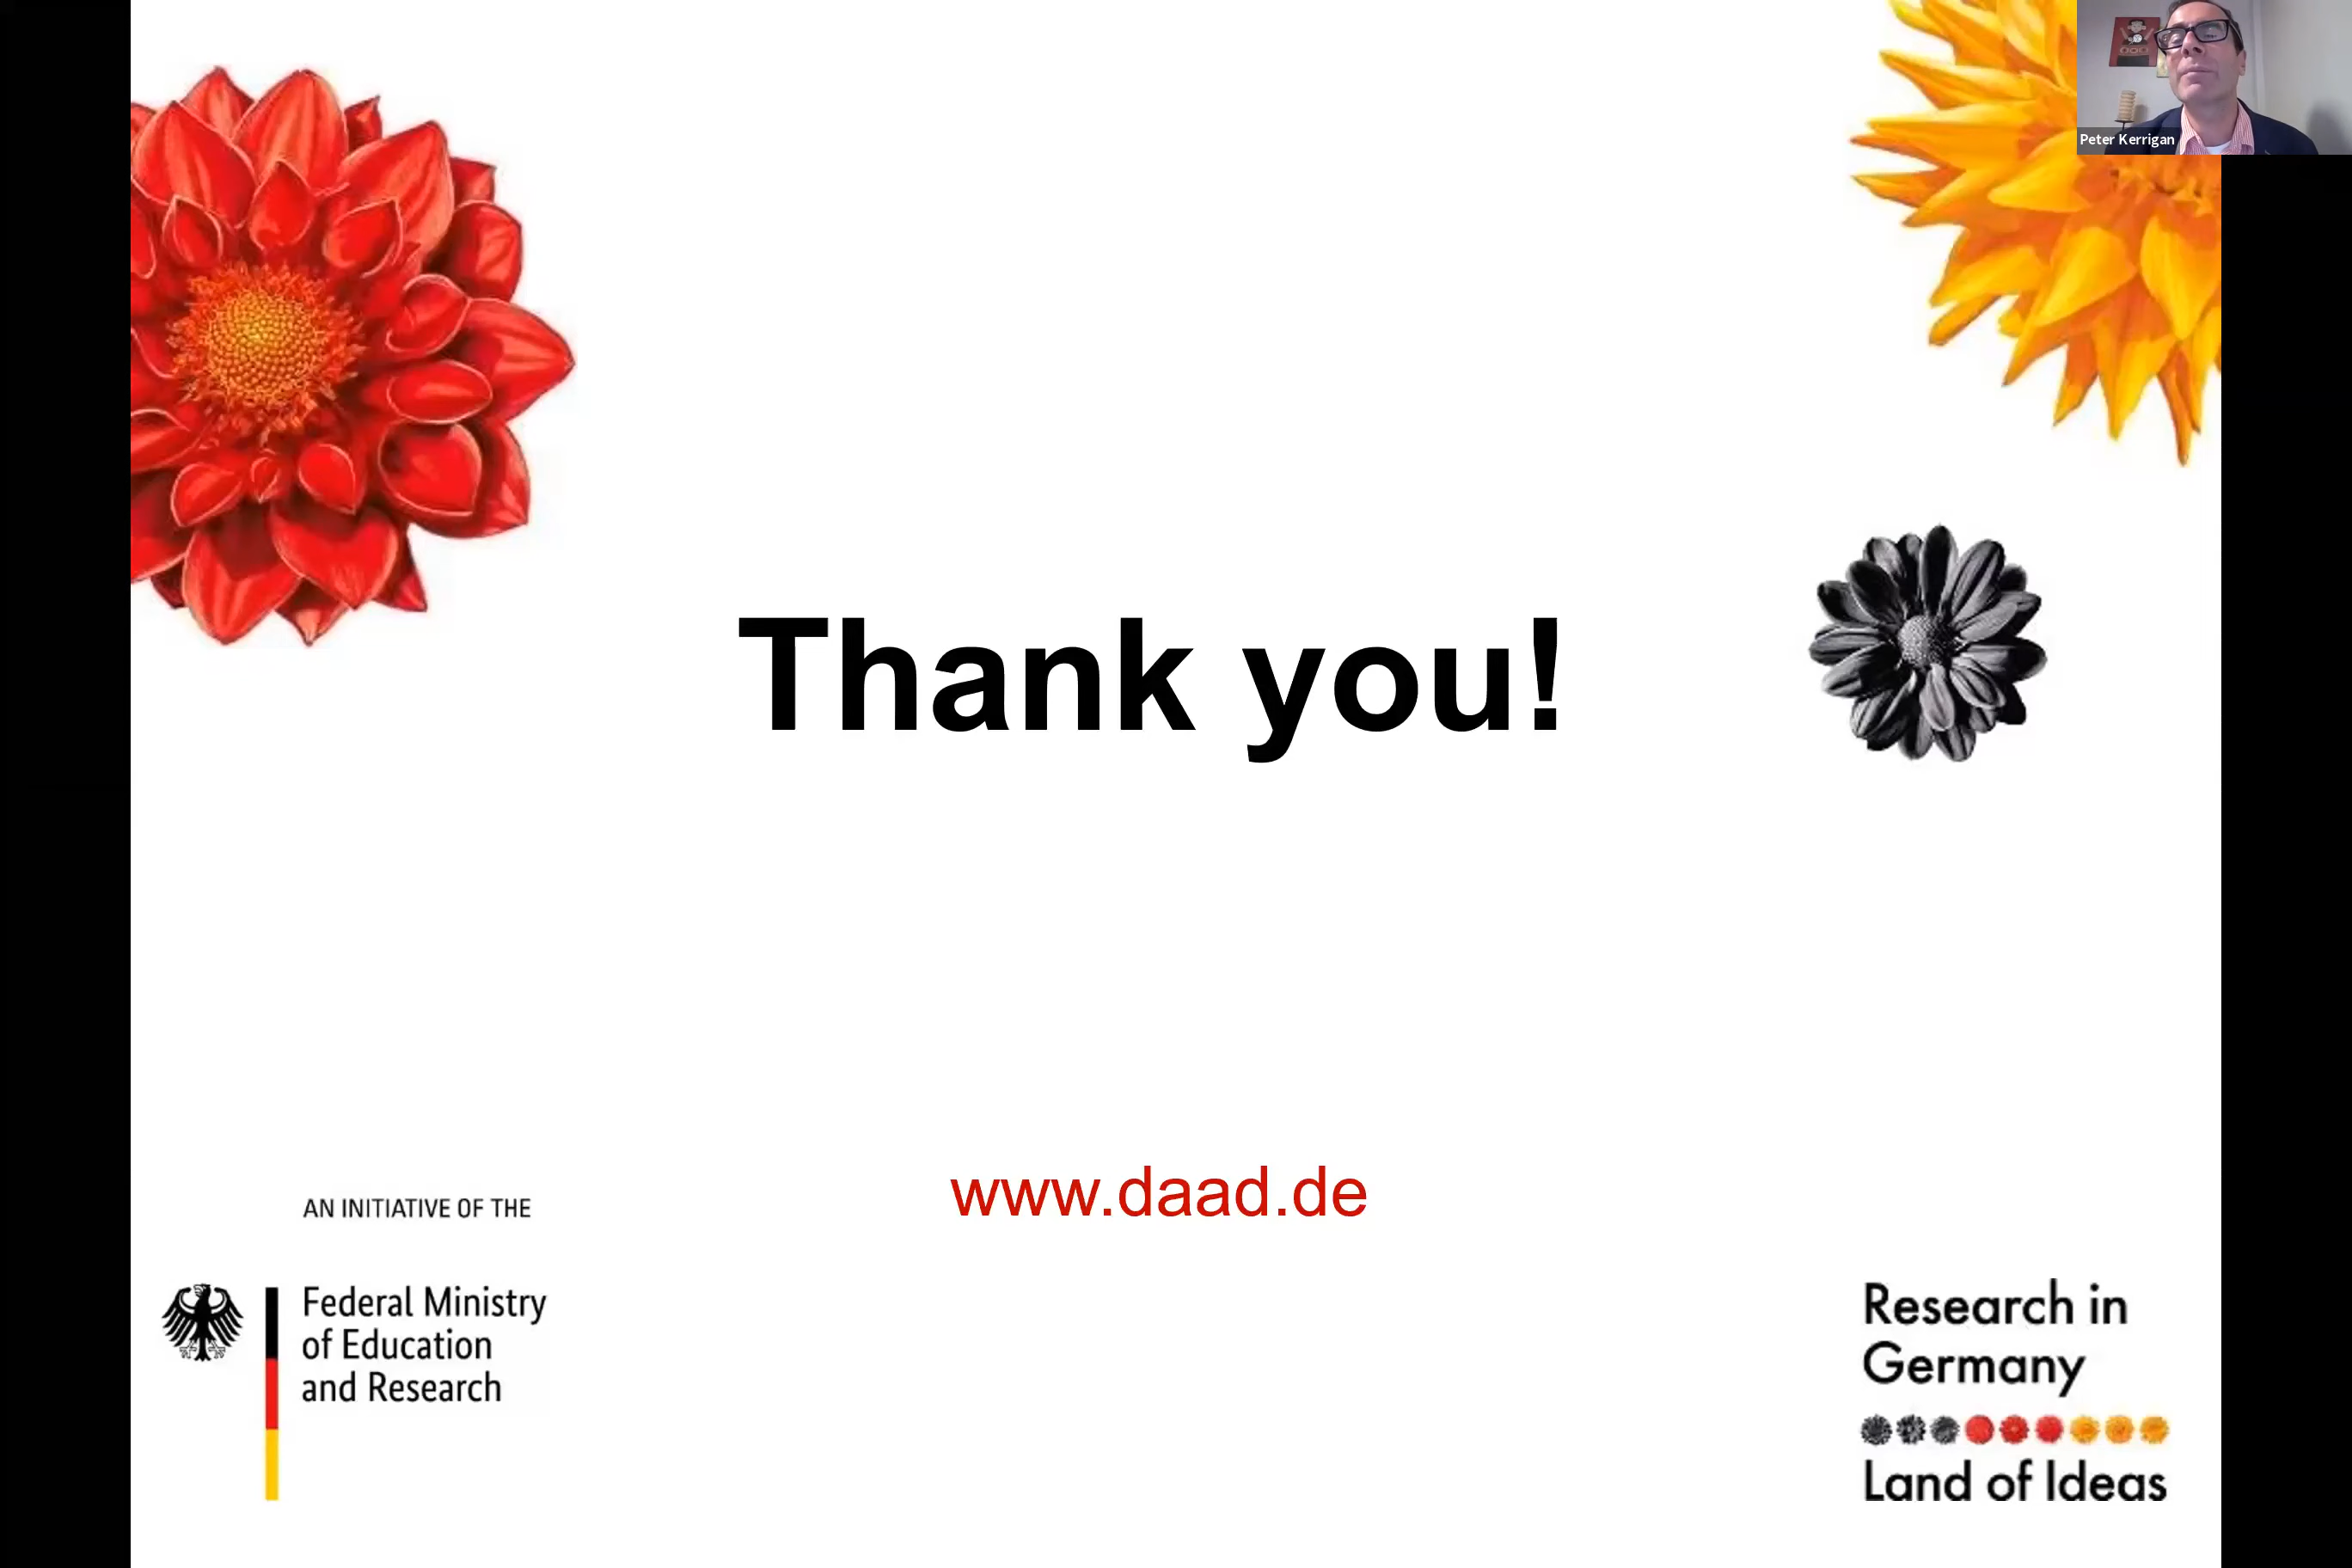 Peter Kerrigan
Thank you!
www.daad.de
AN INITIATIVE OF THE
Federal Ministry
of Education
and Research
Research in
Germany
Land of Ideas